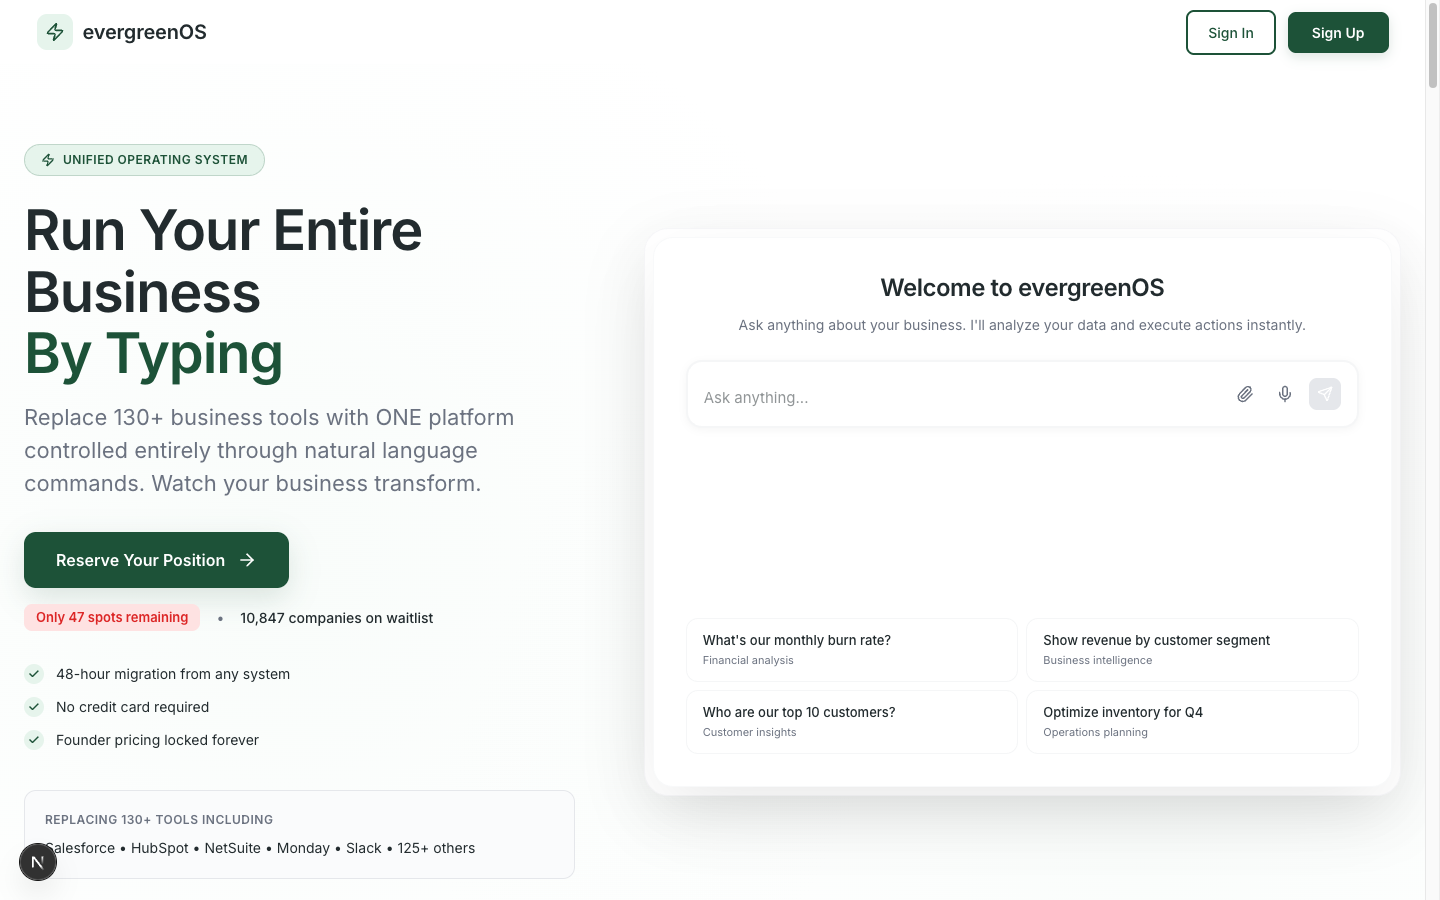 evergreenOS
Sign In
Sign Up
UNIFIED OPERATING SYSTEM
Run Your Entire
Business
By Typing
Replace 130+ business tools with ONE platform
controlled entirely through natural language
commands. Watch your business transform.
Reserve Your Position
Only 47 spots remaining • 10,847 companies on waitlist
48-hour migration from any system
No credit card required
Founder pricing locked forever
REPLACING 130+ TOOLS INCLUDING
Salesforce • HubSpot • NetSuite • Monday • Slack • 125+ others
N
Welcome to evergreenOS
Ask anything about your business. I'll analyze your data and execute actions instantly.
Ask anything...
What's our monthly burn rate?
Financial analysis
Show revenue by customer segment
Business intelligence
Who are our top 10 customers?
Customer insights
Optimize inventory for Q4
Operations planning